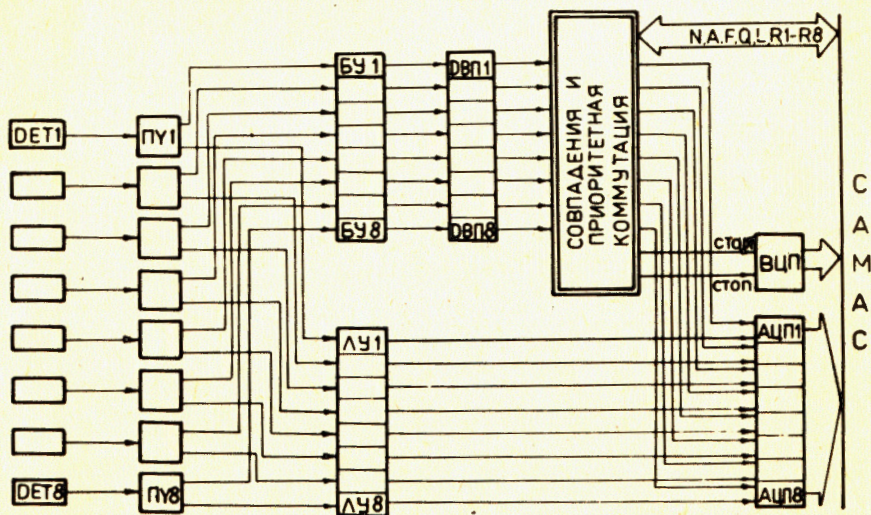 N,A,F,Q,L,R1-R8
БУ1
ДВП1
DET1
ПУ1
СОВПАДЕНИЯ И
ПРИОРИТЕТНАЯ
КОММУТАЦИЯ
БУ8
ДВП8
СТОП
ВЦП
СТОП
САМАС
ЛУ1
АЦП1
DET8
ПУ8
ЛУ8
АЦП8